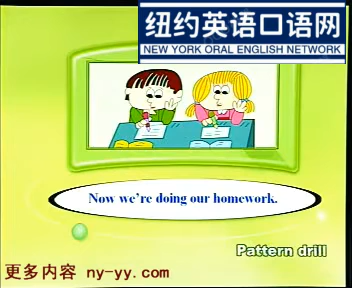 纽约英语口语网
NEW YORK ORAL ENGLISH NETWORK
Now we're doing our homework.
Pattern drill
更多内容 ny-yy.com